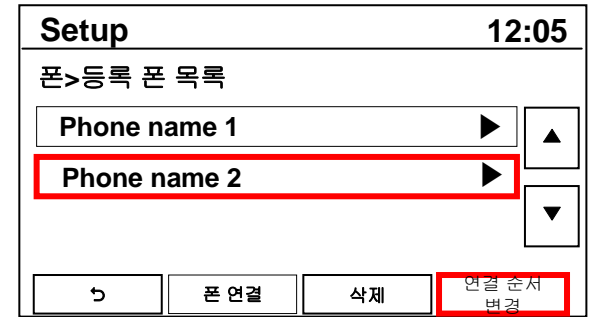 Setup 12:05
폰>등록 폰 목록
Phone name 1 ▶ ▲
Phone name 2 ▶
▼
폰 연결 삭제 연결 순서
변경